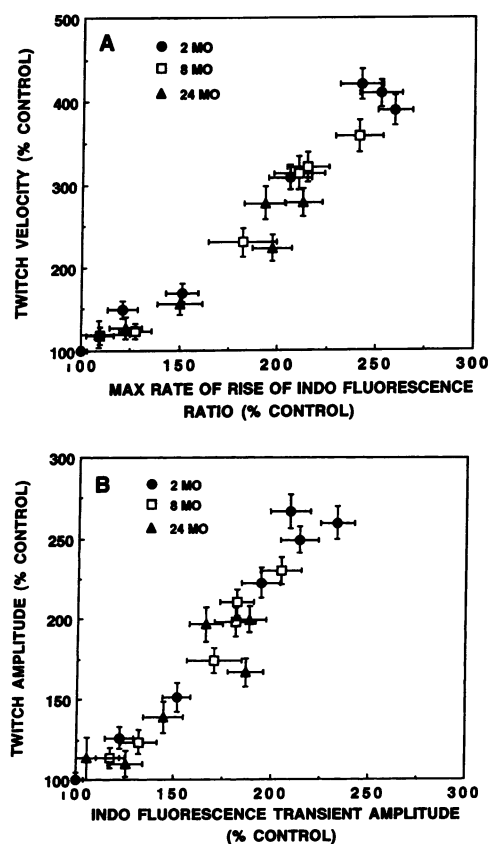 A
TWITCH VELOCITY (% CONTROL)
500
400
300
200
100
2 MO
8 MO
24 MO
100 150 200 250 300
MAX RATE OF RISE OF INDO FLUORESCENCE
RATIO (% CONTROL)
B
TWITCH AMPLITUDE (% CONTROL)
300
250
200
150
100
2 MO
8 MO
24 MO
100 150 200 250 300
INDO FLUORESCENCE TRANSIENT AMPLITUDE
(% CONTROL)